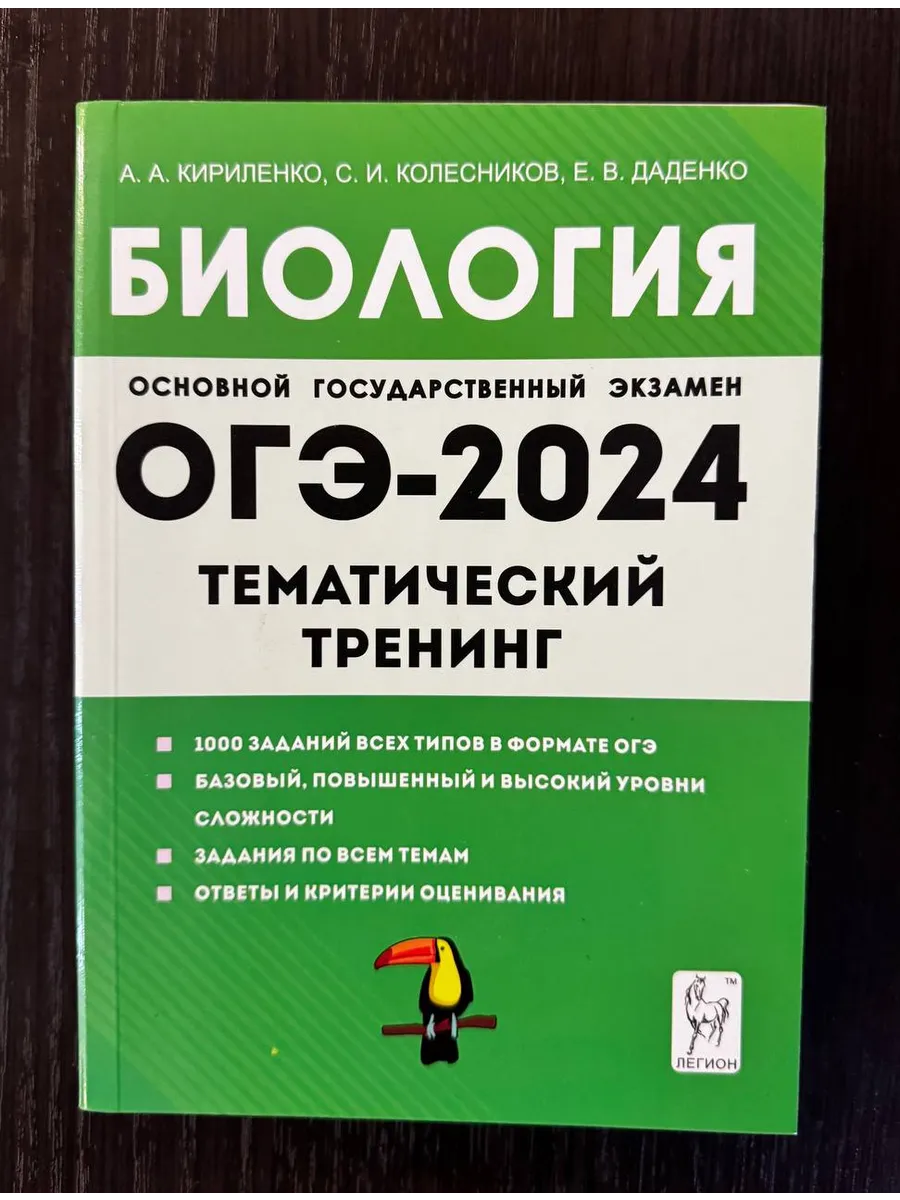 А. А. КИРИЛЕНКО, С. И. КОЛЕСНИКОВ, Е. В. ДАДЕНКО
БИОЛОГИЯ
ОСНОВНОЙ ГОСУДАРСТВЕННЫЙ ЭКЗАМЕН
ОГЭ-2024
ТЕМАТИЧЕСКИЙ
ТРЕНИНГ
1000 ЗАДАНИЙ ВСЕХ ТИПОВ В ФОРМАТЕ ОГЭ
БАЗОВЫЙ, ПОВЫШЕННЫЙ И ВЫСОКИЙ УРОВНИ
СЛОЖНОСТИ
ЗАДАНИЯ ПО ВСЕМ ТЕМАМ
ОТВЕТЫ И КРИТЕРИИ ОЦЕНИВАНИЯ
TM
ЛЕГИОН